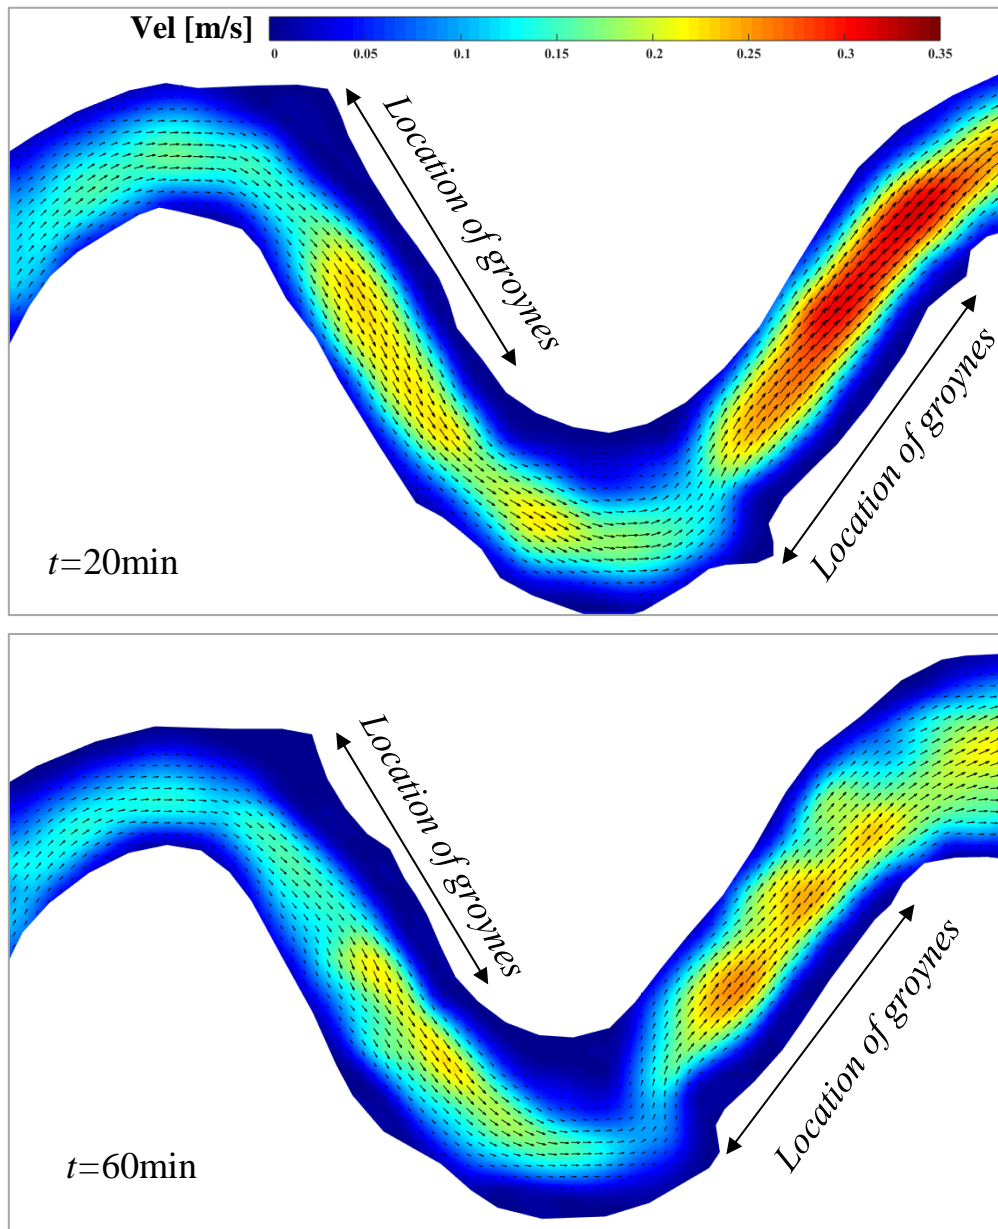 Vel [m/s]
0 0.05 0.1 0.15 0.2 0.25 0.3 0.35
Location of groynes
Location of groynes
t=20min
Location of groynes
Location of groynes
t=60min